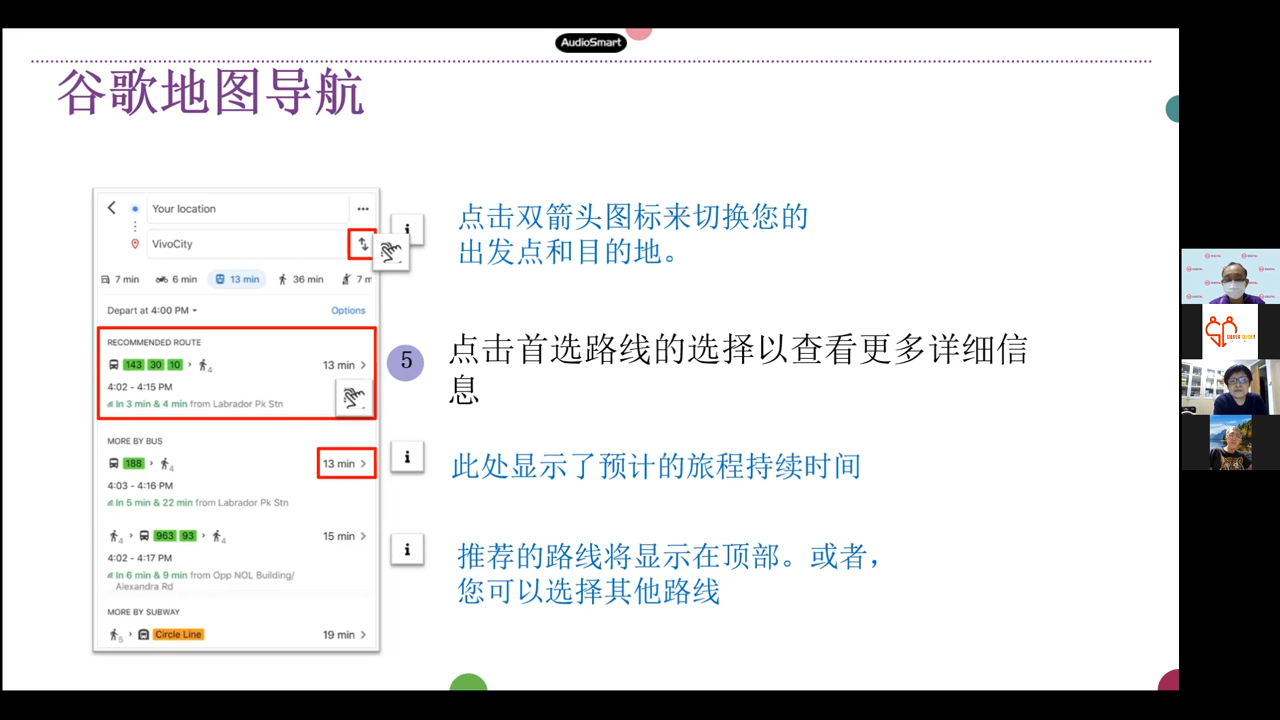 AudioSmart
谷歌地图导航
Your location
VivoCity
7 min
6 min
13 min
36 min
7 m
Depart at 4:00 PM
Options
RECOMMENDED ROUTE
143 30 10 4
13 min
4:02 - 4:15 PM
In 3 min & 4 min from Labrador Pk Stn
MORE BY BUS
188 4
13 min
4:03 - 4:16 PM
In 5 min & 22 min from Labrador Pk Stn
4 963 93 4
15 min
4:02 - 4:17 PM
In 6 min & 9 min from Opp NOL Building/
Alexandra Rd
MORE BY SUBWAY
5 Circle Line
19 min
i
点击双箭头图标来切换您的
出发点和目的地。
5
点击首选路线的选择以查看更多详细信
息
i
此处显示了预计的旅程持续时间
i
推荐的路线将显示在顶部。或者，
您可以选择其他路线